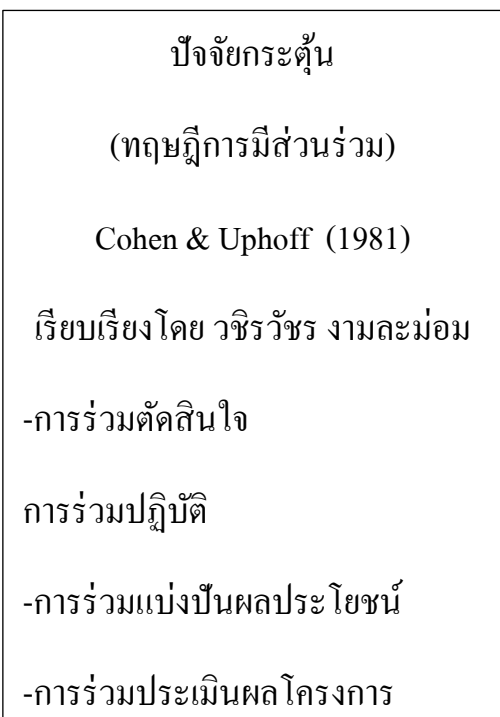 ปัจจัยกระตุ้น
(ทฤษฎีการมีส่วนร่วม)
Cohen & Uphoff (1981)
เรียบเรียงโดย วชิรวัชร งามละม่อม
-การร่วมตัดสินใจ
การร่วมปฏิบัติ
-การร่วมแบ่งปันผลประโยชน์
-การร่วมประเมินผลโครงการ